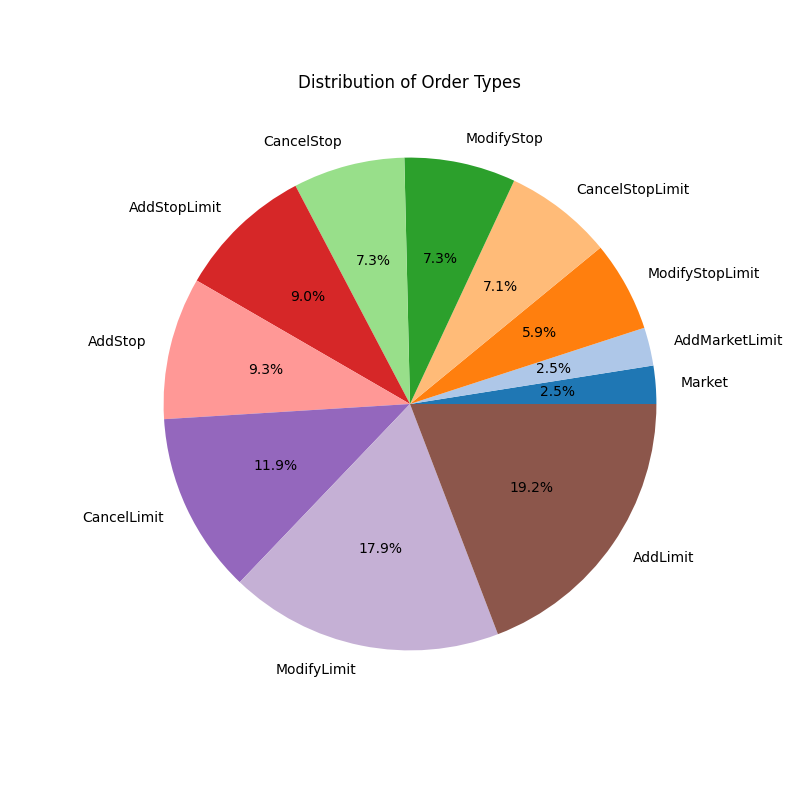 Distribution of Order Types
ModifyStop
CancelStop
CancelStopLimit
AddStopLimit
7.3%
7.3%
ModifyStopLimit
7.1%
9.0%
5.9%
AddMarketLimit
AddStop
9.3%
2.5%
Market
2.5%
11.9%
19.2%
CancelLimit
17.9%
AddLimit
ModifyLimit